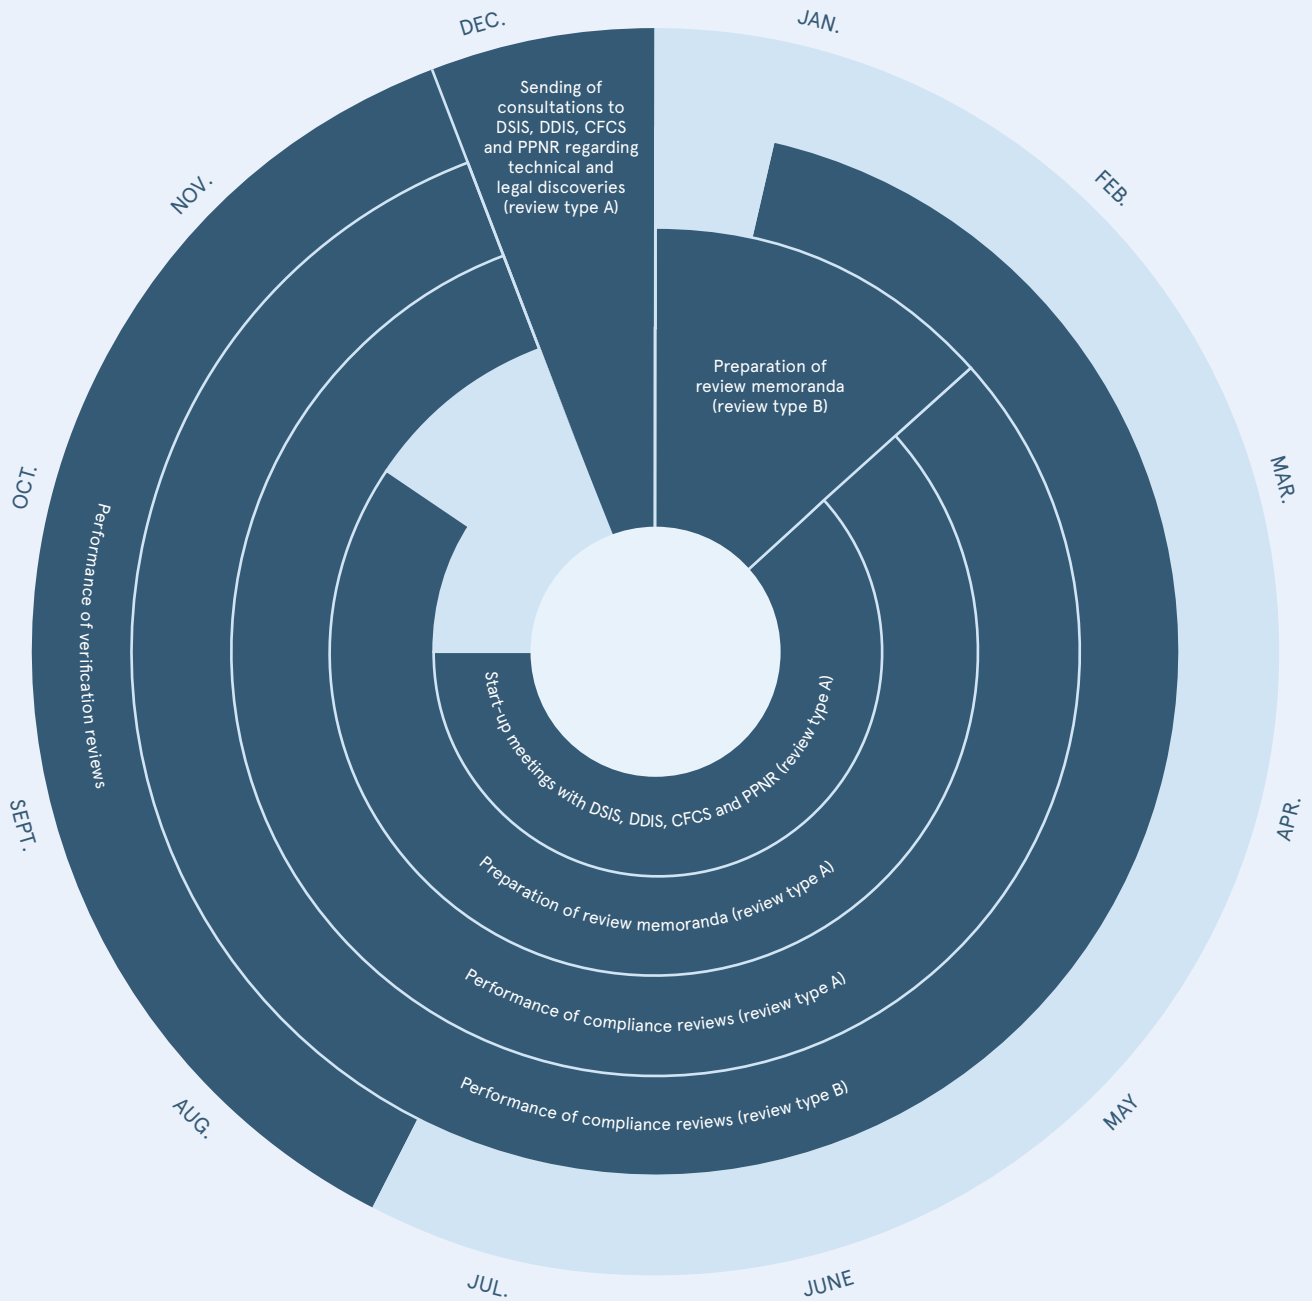 DEC.
JAN.
FEB.
MAR.
APR.
MAY
JUNE
JUL.
AUG.
SEPT.
OCT.
NOV.
Sending of
consultations to
DSIS, DDIS, CFCS
and PPNR regarding
technical and
legal discoveries
(review type A)
Preparation of
review memoranda
(review type B)
Performance of verification reviews
Start-up meetings with DSIS, DDIS, CFCS and PPNR (review type A)
Preparation of review memoranda (review type A)
Performance of compliance reviews (review type A)
Performance of compliance reviews (review type B)